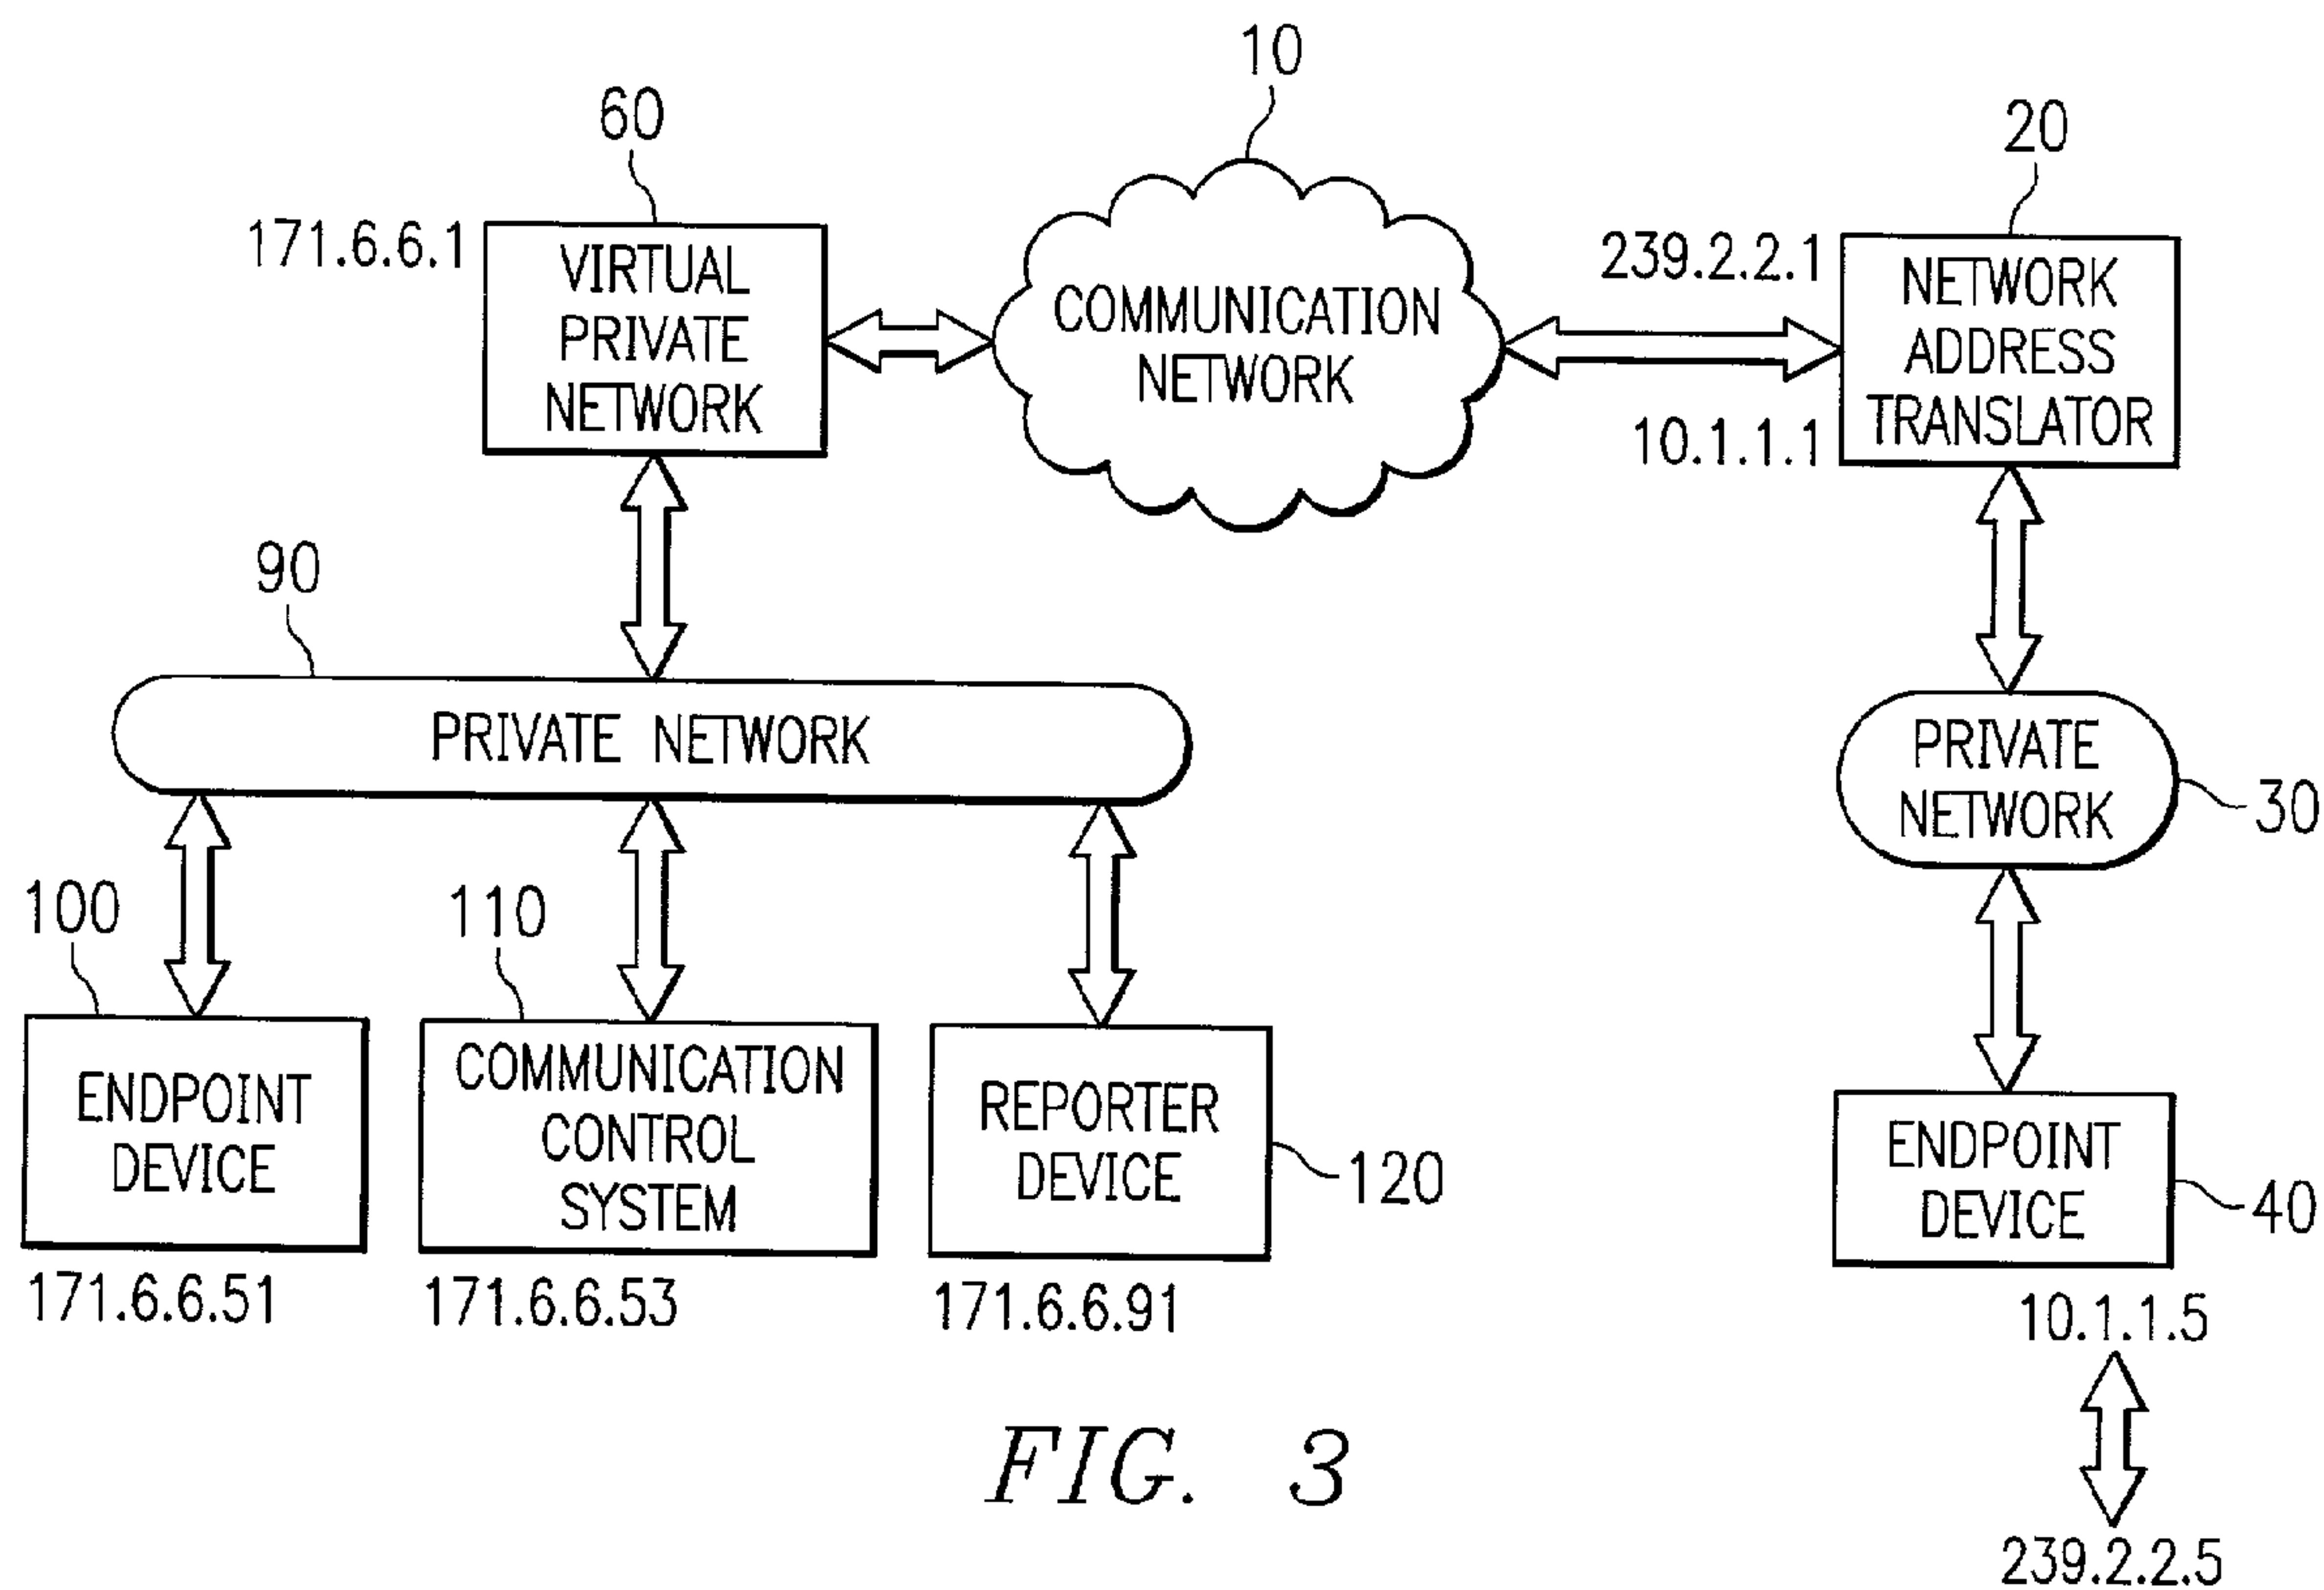 10
60
20
171.6.6.1
VIRTUAL
PRIVATE
NETWORK
COMMUNICATION
NETWORK
239.2.2.1
10.1.1.1
NETWORK
ADDRESS
TRANSLATOR
90
PRIVATE NETWORK
PRIVATE
NETWORK
30
100
110
ENDPOINT
DEVICE
COMMUNICATION
CONTROL
SYSTEM
REPORTER
DEVICE
120
ENDPOINT
DEVICE
40
171.6.6.51
171.6.6.53
171.6.6.91
10.1.1.5
239.2.2.5
FIG. 3